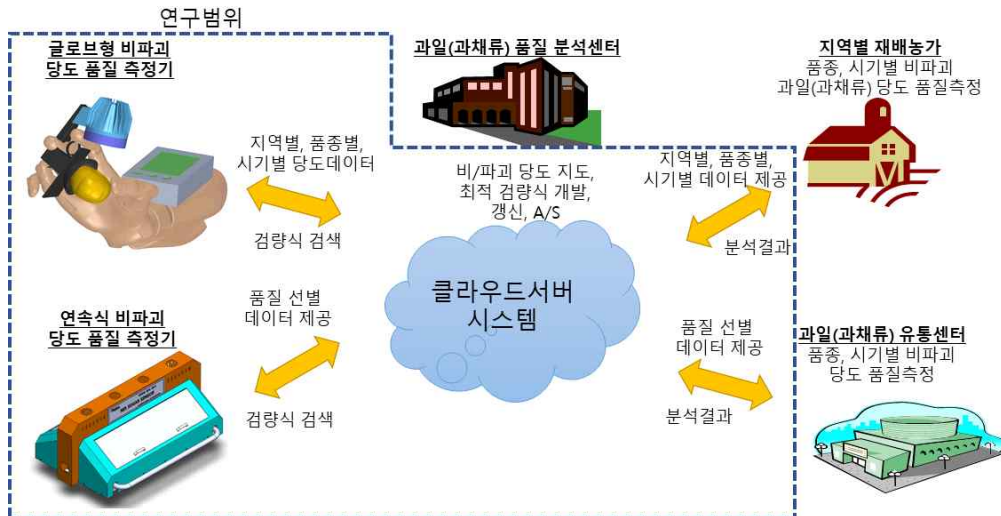 연구범위
글로브형 비파괴
당도 품질 측정기
지역별, 품종별,
시기별 당도데이터
검량식 검색
연속식 비파괴
당도 품질 측정기
품질 선별
데이터 제공
검량식 검색
과일(과채류) 품질 분석센터
비/파괴 당도 지도,
최적 검량식 개발,
갱신, A/S
클라우드서버
시스템
지역별 재배농가
품종, 시기별 비파괴
과일(과채류) 당도 품질측정
지역별, 품종별,
시기별 데이터 제공
분석결과
품질 선별
데이터 제공
분석결과
과일(과채류) 유통센터
품종, 시기별 비파괴
당도 품질측정